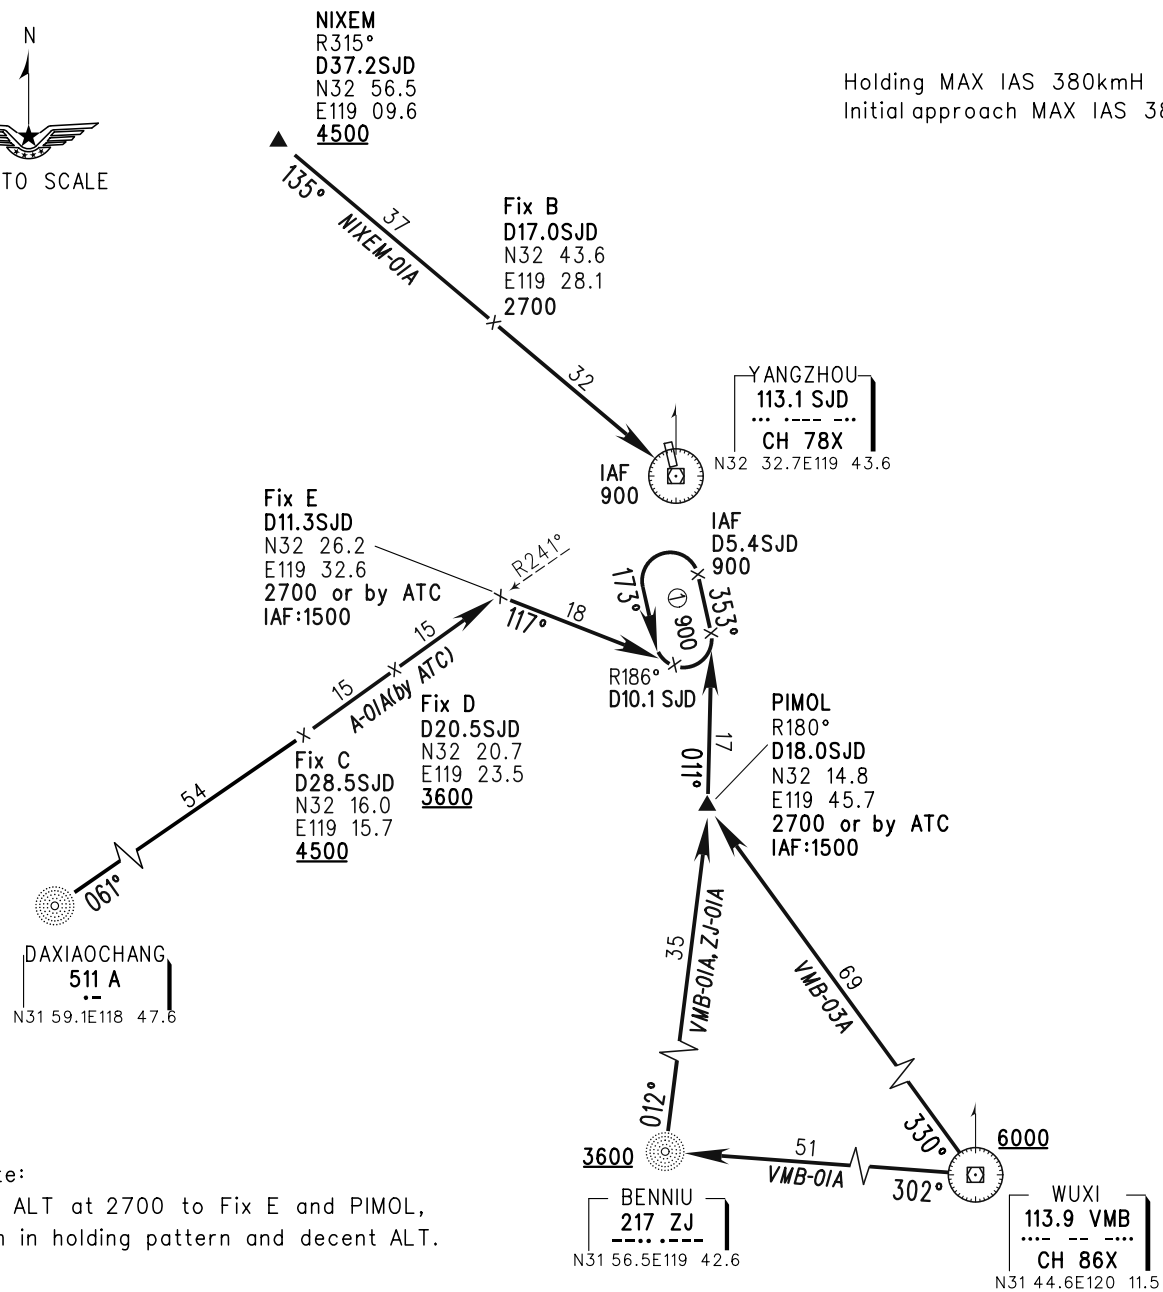 N
TO SCALE
NIXEM
R315°
D37.2SJD
N32 56.5
E119 09.6
4500
Holding MAX IAS 380kmH
Initial approach MAX IAS
135°
37
NIXEM-01A
Fix B
D17.0SJD
N32 43.6
E119 28.1
2700
32
YANGZHOU
113.1 SJD
CH 78X
N32 32.7E119 43.6
IAF
900
Fix E
D11.3SJD
N32 26.2
E119 32.6
2700 or by ATC
IAF:1500
R241°
IAF
D5.4SJD
900
173°
1
900
353°
117°
18
R186°
D10.1 SJD
15
15
A-01A(by ATC)
Fix D
D20.5SJD
N32 20.7
E119 23.5
3600
Fix C
D28.5SJD
N32 16.0
E119 15.7
4500
54
061°
DAXIAOCHANG
511 A
N31 59.1E118 47.6
17
011°
PIMOL
R180°
D18.0SJD
N32 14.8
E119 45.7
2700 or by ATC
IAF:1500
35
VMB-01A,ZJ-01A
69
VMB-03A
012°
330°
6000
3600
51
VMB-01A
302°
BENNIU
217 ZJ
N31 56.5E119 42.6
WUXI
113.9 VMB
CH 86X
N31 44.6E120 11.5
ALT at 2700 to Fix E and PIMOL,
in holding pattern and decent ALT.